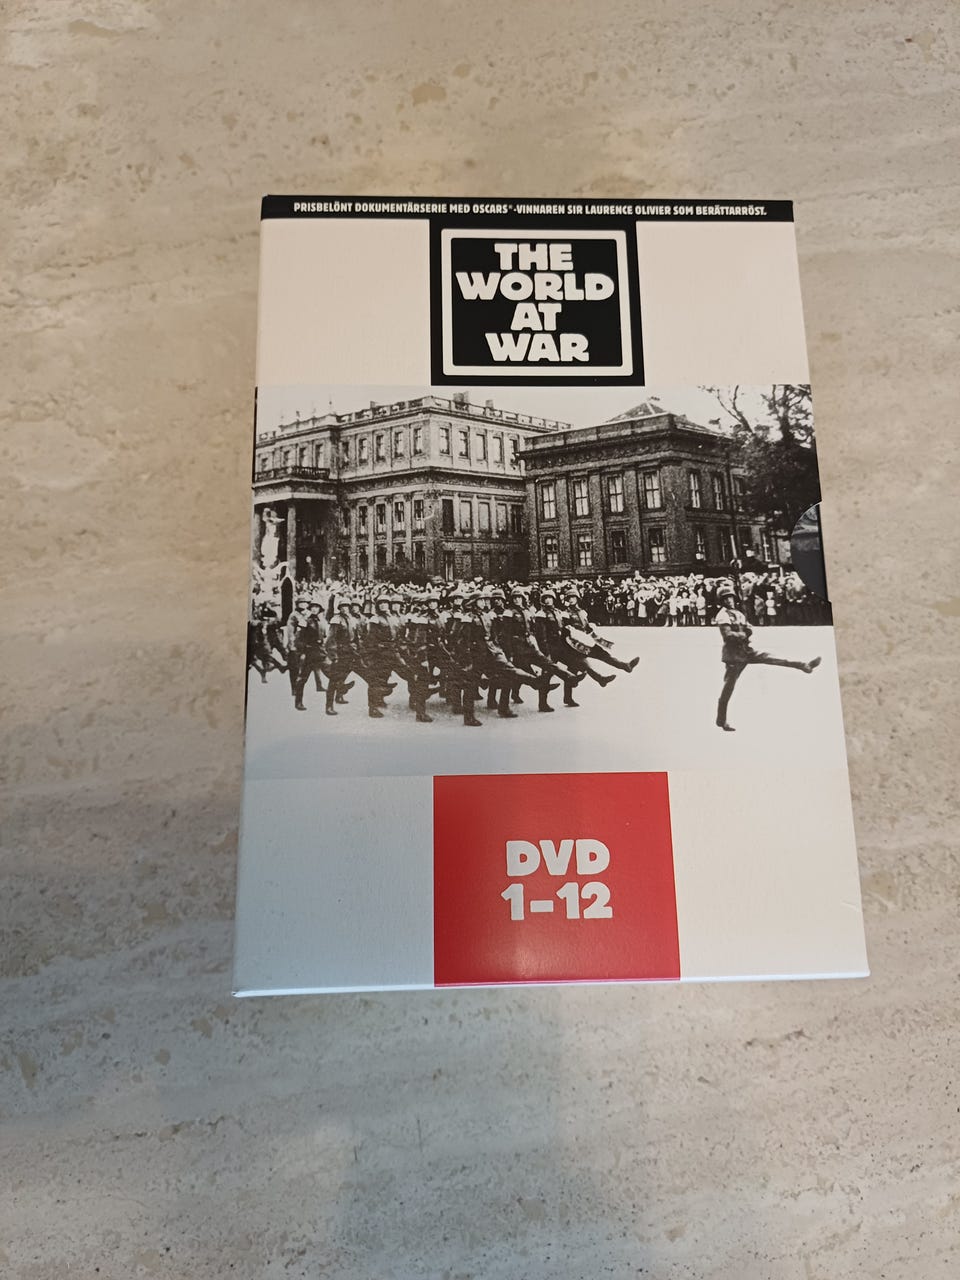 PRISBELÖNT DOKUMENTÄRSERIE MED OSCARS®-VINNAREN SIR LAURENCE OLIVIER SOM BERÄTTARRÖST.
THE
WORLD
AT
WAR
DVD
1-12